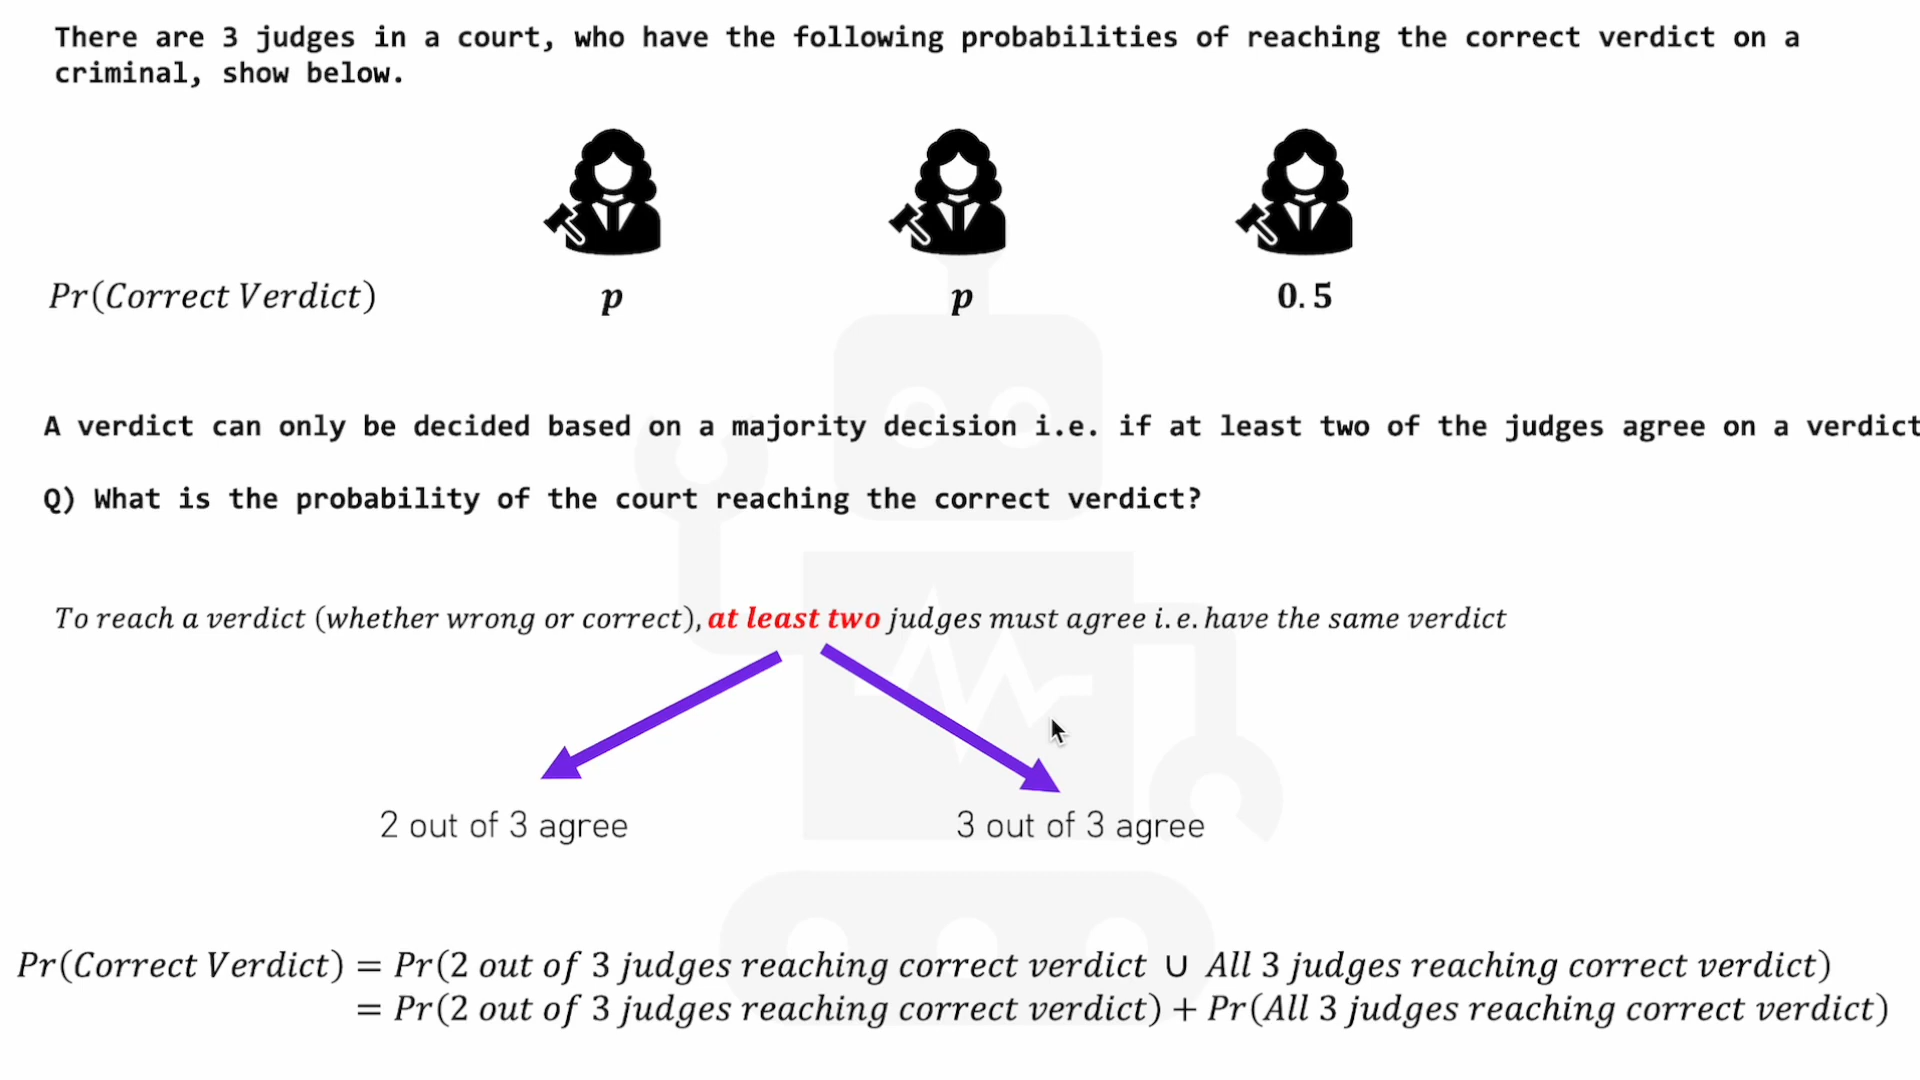 There are 3 judges in a court, who have the following probabilities of reaching the correct verdict on a
criminal, show below.
Pr(Correct Verdict) p p 0.5
A verdict can only be decided based on a majority decision i.e. if at least two of the judges agree on a verdict
Q) What is the probability of the court reaching the correct verdict?
To reach a verdict (whether wrong or correct), at least two judges must agree i.e. have the same verdict
2 out of 3 agree 3 out of 3 agree
Pr(Correct Verdict) = Pr(2 out of 3 judges reaching correct verdict ∪ All 3 judges reaching correct verdict)
= Pr(2 out of 3 judges reaching correct verdict) + Pr(All 3 judges reaching correct verdict)